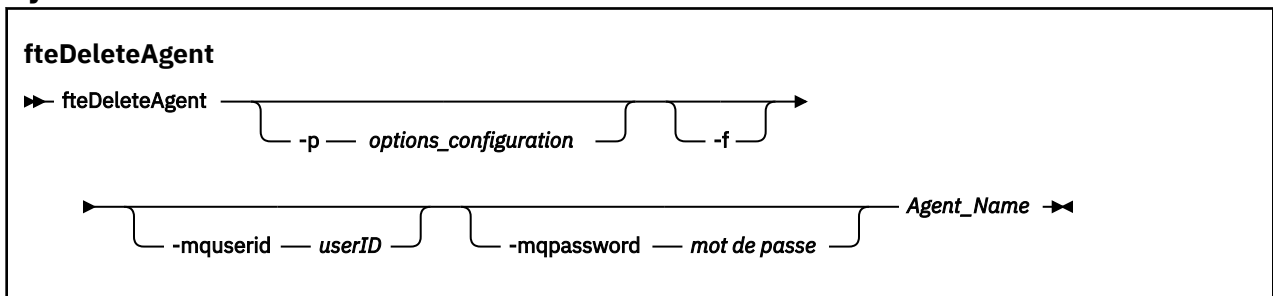 fteDeleteAgent
fteDeleteAgent -p options_configuration -f
-mquserid userID -mqpassword mot de passe Agent_Name